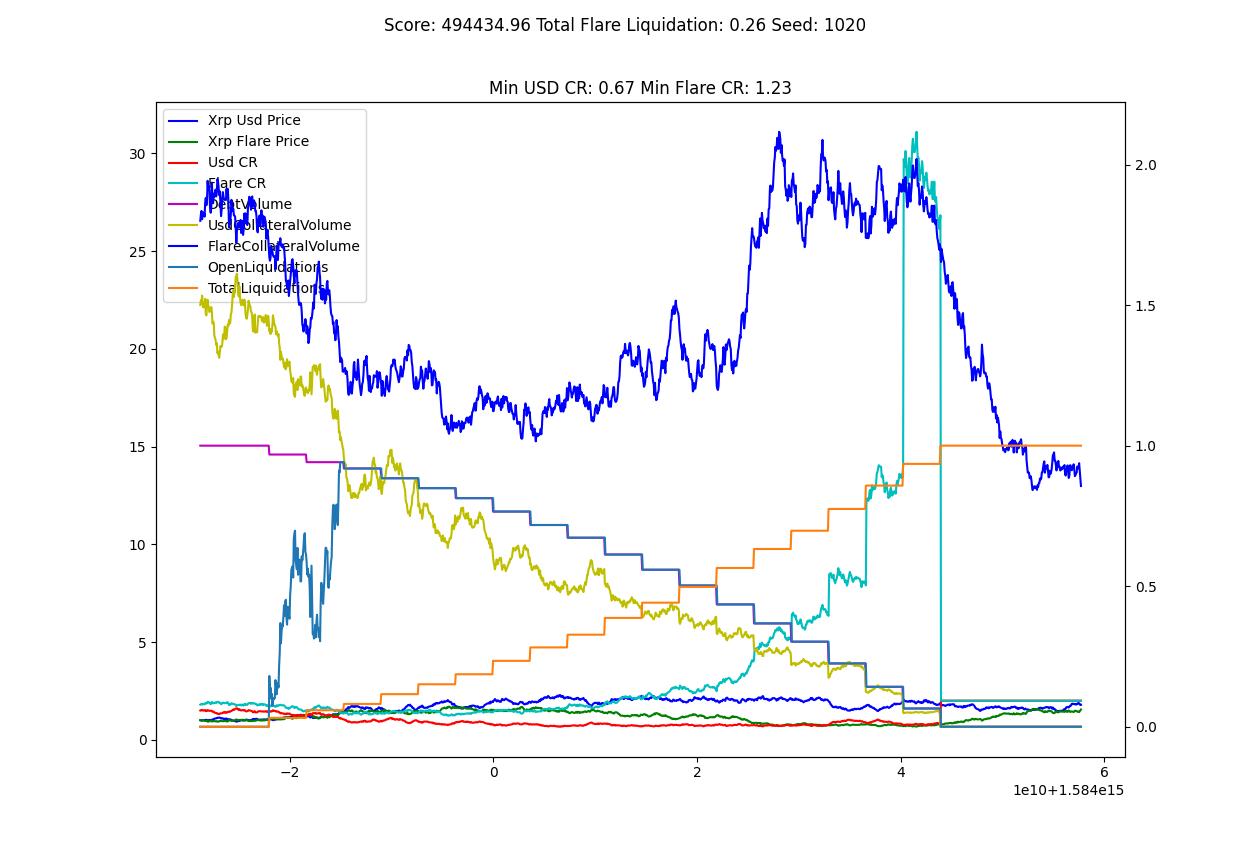 Score: 494434.96 Total Flare Liquidation: 0.26 Seed: 1020
Min USD CR: 0.67 Min Flare CR: 1.23
Xrp Usd Price
Xrp Flare Price
Usd CR
Flare CR
DeptVolume
UsdCollateralVolume
FlareCollateralVolume
OpenLiquidations
TotalLiquidations
30
25
20
15
10
5
0
2.0
1.5
1.0
0.5
0.0
−2
0
2
4
6
1e10+1.584e15